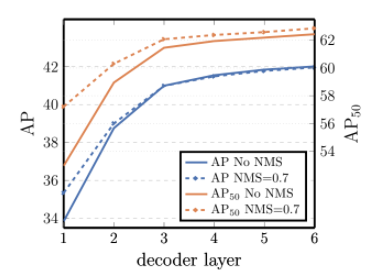 62
42
60
40
58
AP
AP50
38
56
54
36
34
AP No NMS
AP NMS=0.7
AP50 No NMS
AP50 NMS=0.7
1 2 3 4 5 6
decoder layer